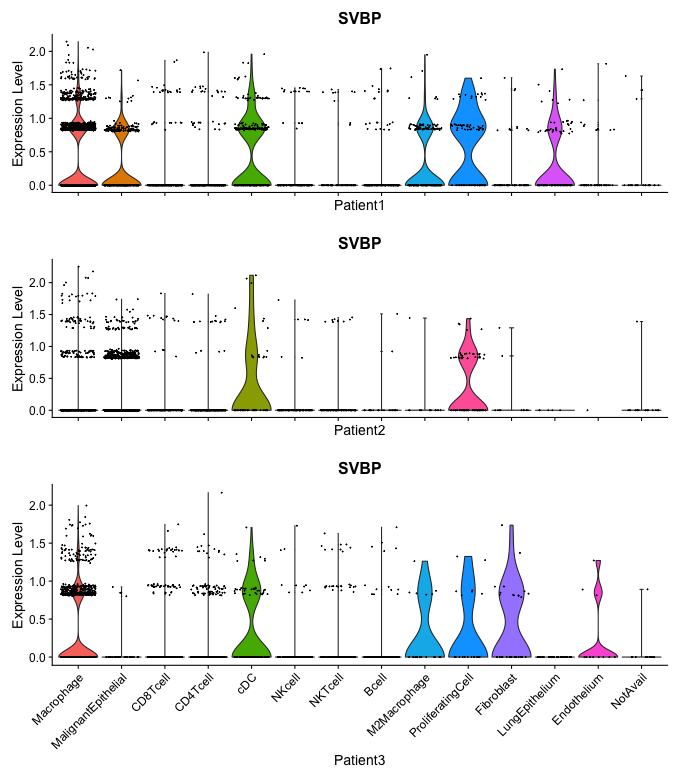 SVBP
Expression Level
2.0
1.5
1.0
0.5
0.0
Patient1
SVBP
Expression Level
2.0
1.5
1.0
0.5
0.0
Patient2
SVBP
Expression Level
2.0
1.5
1.0
0.5
0.0
Macrophage
MalignantEpithelial
CD8Tcell
CD4Tcell
cDC
NKcell
NKTcell
Bcell
M2Macrophage
ProliferatingCell
Fibroblast
LungEpithelium
Endothelium
NotAvail
Patient3